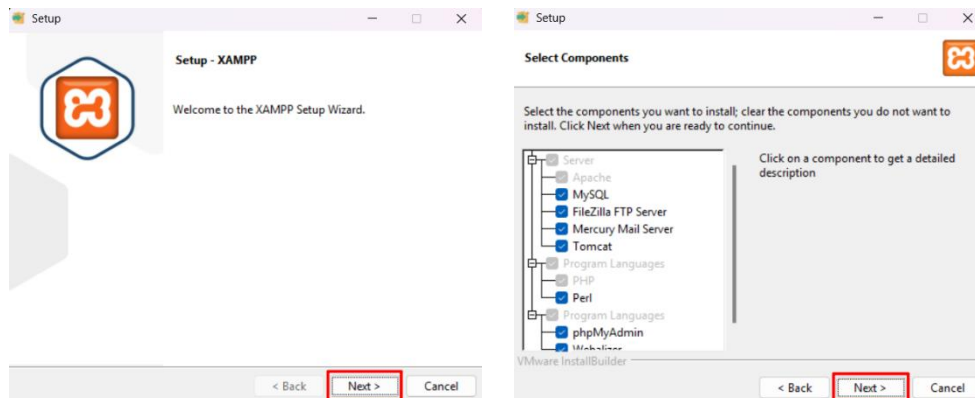 Setup
Setup - XAMPP
Welcome to the XAMPP Setup Wizard.
< Back Next > Cancel
Setup
Select Components
Select the components you want to install; clear the components you do not want to
install. Click Next when you are ready to continue.
Server
Apache
MySQL
FileZilla FTP Server
Mercury Mail Server
Tomcat
Program Languages
PHP
Perl
Program Languages
phpMyAdmin
Webalizer
Click on a component to get a detailed
description
VMware InstallBuilder
< Back Next > Cancel